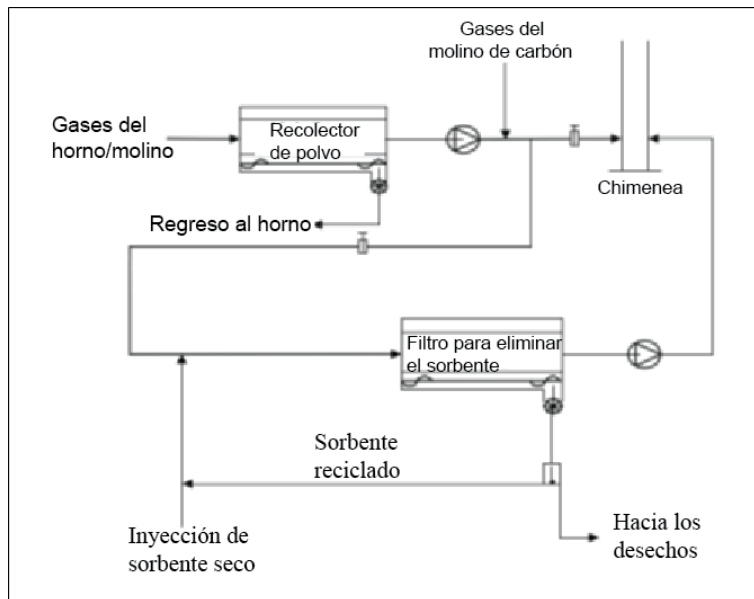 Gases del
molino de carbón
Gases del
horno/molino
Recolector
de polvo
Chimenea
Regreso al horno
Filtro para eliminar
el sorbente
Sorbente
reciclado
Inyección de
sorbente seco
Hacia los
desechos